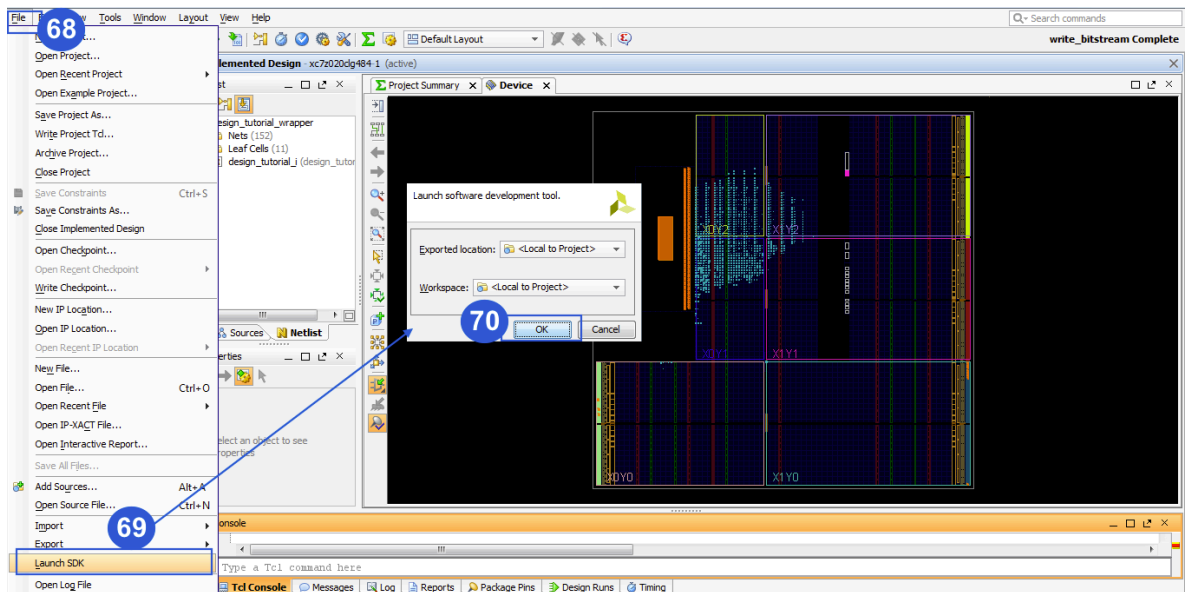 File
Tools
Window
Layout
View
Help
Search commands
68
Default Layout
write_bitstream Complete
Open Project...
Open Recent Project
Open Example Project...
Save Project As...
Write Project Tcl...
Archive Project...
Close Project
Save Constraints Ctrl+S
Save Constraints As...
Close Implemented Design
Open Checkpoint...
Open Recent Checkpoint
Write Checkpoint...
New IP Location...
Open IP Location...
Open Recent IP Location
New File...
Open File... Ctrl+O
Open Recent File
Open IP-XACT File...
Open Interactive Report...
Save All Files...
Add Sources... Alt+A
Open Source File... Ctrl+N
Import
69
Export
Launch SDK
Open Log File
lemented Design - xc7z020clg484-1 (active)
st
esign_tutorial_wrapper
Nets (152)
Leaf Cells (11)
design_tutorial_i (design_tutor
Sources
Netlist
erties
elect an object to see
roperties
Project Summary
Device
X0Y2
X1Y2
X0Y1
X1Y1
X0Y0
X1Y0
Launch software development tool.
Exported location: <Local to Project>
Workspace: <Local to Project>
70
OK
Cancel
onsole
Type a Tcl command here
Tcl Console
Messages
Log
Reports
Package Pins
Design Runs
Timing